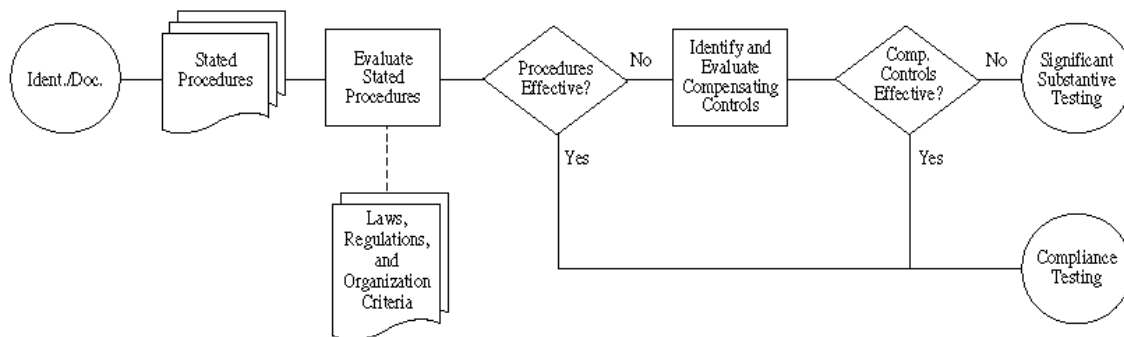 Ident./Doc.
Stated
Procedures
Evaluate
Stated
Procedures
Laws,
Regulations,
and
Organization
Criteria
Procedures
Effective?
No
Yes
Identify and
Evaluate
Compensating
Controls
Comp.
Controls
Effective?
No
Yes
Significant
Substantive
Testing
Compliance
Testing